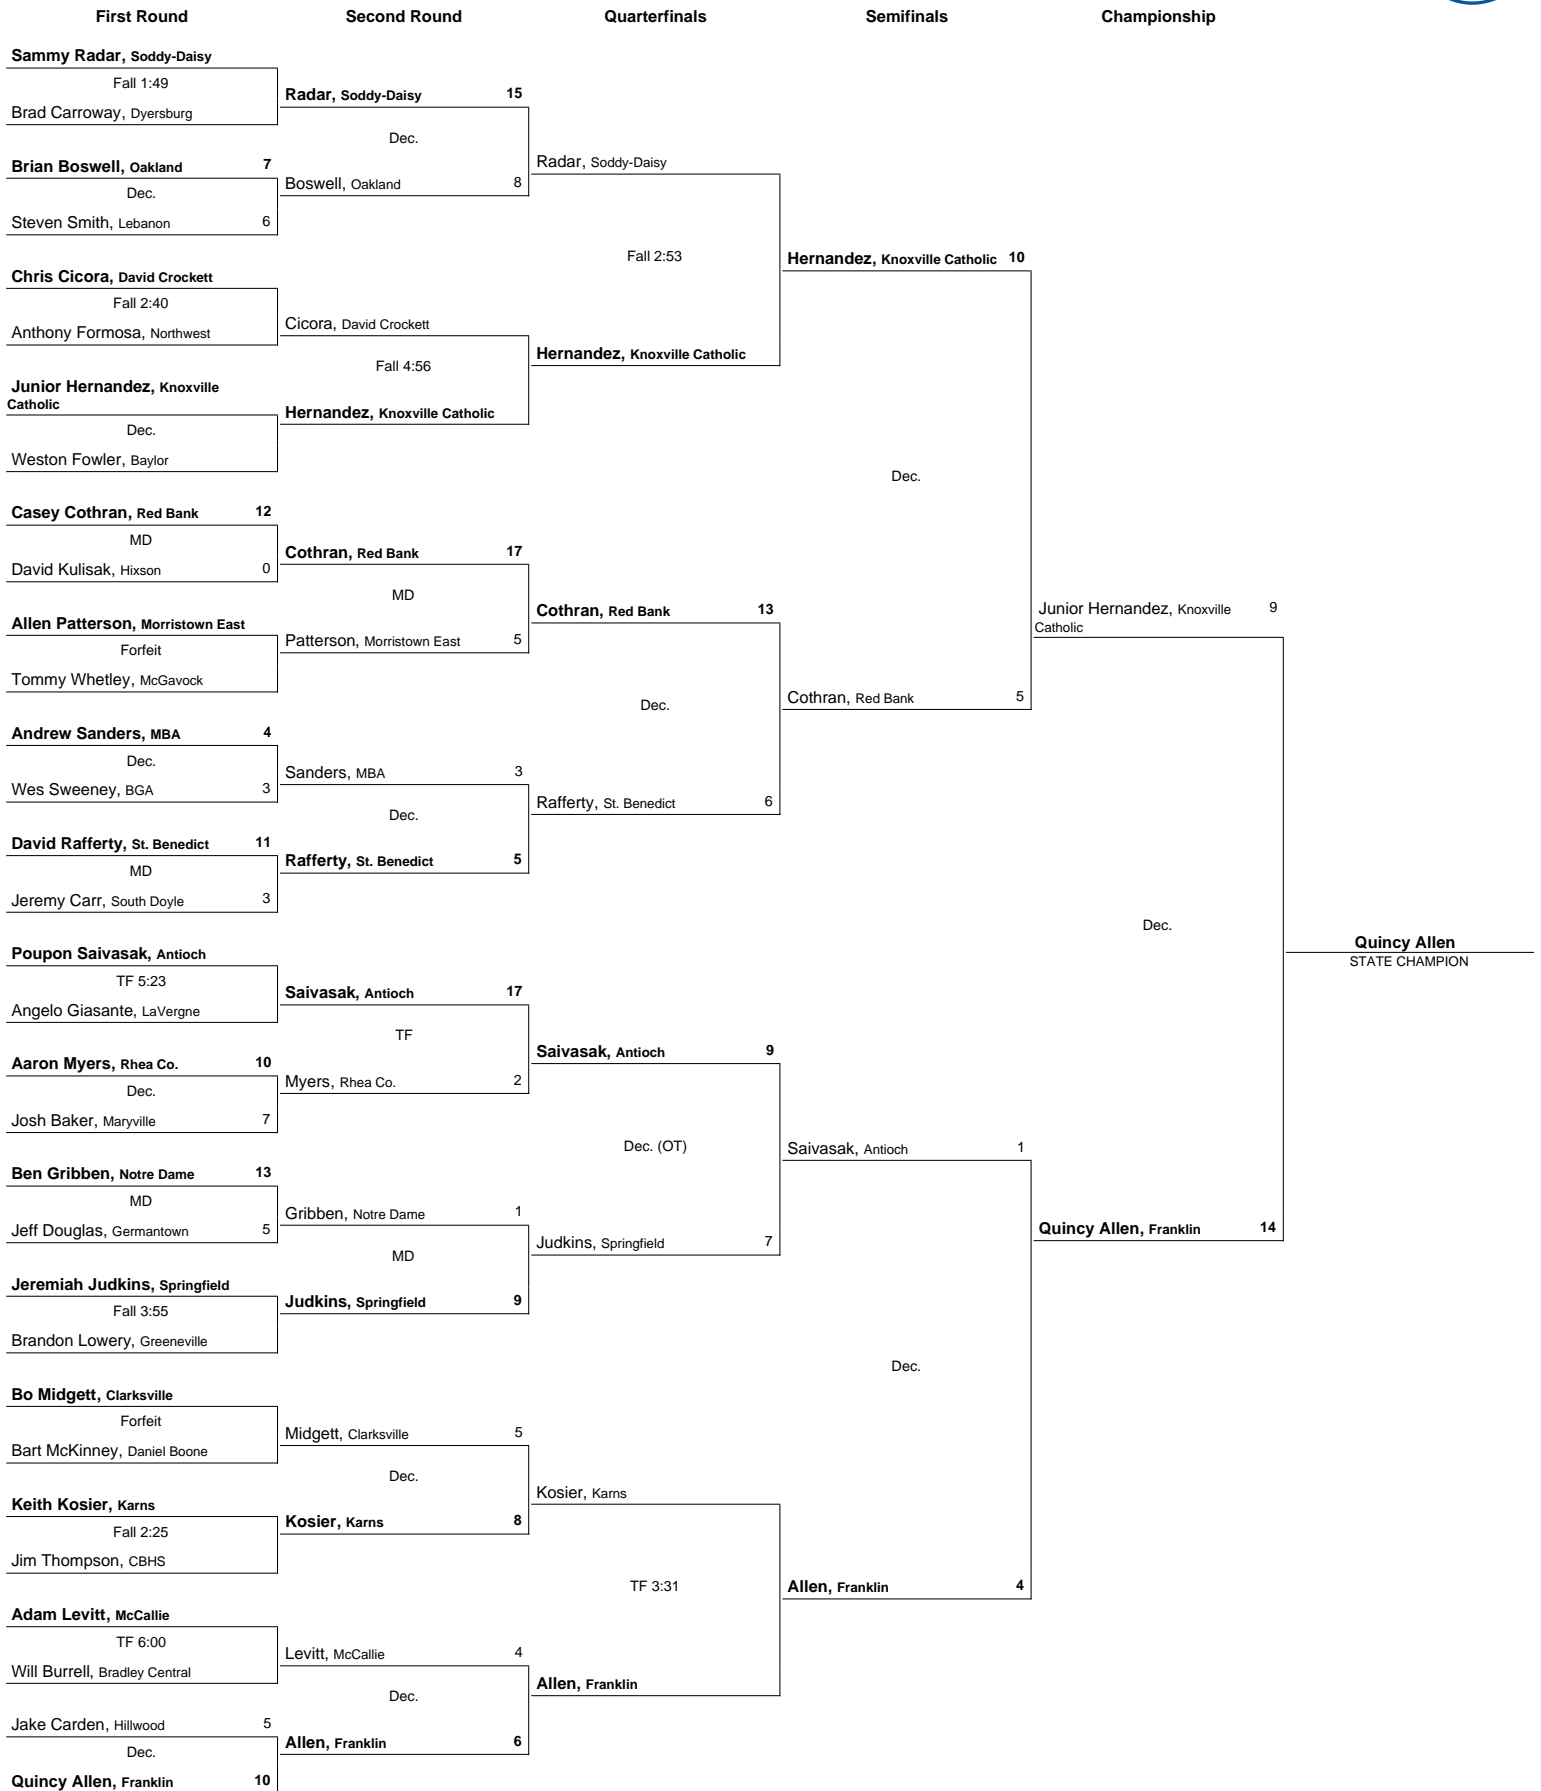 First Round
Second Round
Quarterfinals
Semifinals
Championship
Sammy Radar, Soddy-Daisy
Fall 1:49
Brad Carroway, Dyersburg
Brian Boswell, Oakland 7
Dec.
Steven Smith, Lebanon 6
Chris Cicora, David Crockett
Fall 2:40
Anthony Formosa, Northwest
Junior Hernandez, Knoxville
Catholic
Dec.
Weston Fowler, Baylor
Casey Cothran, Red Bank 12
MD
David Kulisak, Hixson 0
Allen Patterson, Morristown East
Forfeit
Tommy Whetley, McGavock
Andrew Sanders, MBA 4
Dec.
Wes Sweeney, BGA 3
David Rafferty, St. Benedict 11
MD
Jeremy Carr, South Doyle 3
Poupon Saivasak, Antioch
TF 5:23
Angelo Giasante, LaVergne
Aaron Myers, Rhea Co. 10
Dec.
Josh Baker, Maryville 7
Ben Gribben, Notre Dame 13
MD
Jeff Douglas, Germantown 5
Jeremiah Judkins, Springfield
Fall 3:55
Brandon Lowery, Greeneville
Bo Midgett, Clarksville
Forfeit
Bart McKinney, Daniel Boone
Keith Kosier, Karns
Fall 2:25
Jim Thompson, CBHS
Adam Levitt, McCallie
TF 6:00
Will Burrell, Bradley Central
Jake Carden, Hillwood 5
Dec.
Quincy Allen, Franklin 10
Radar, Soddy-Daisy 15
Dec.
Boswell, Oakland 8
Cicora, David Crockett
Fall 4:56
Hernandez, Knoxville Catholic
Cothran, Red Bank 17
MD
Patterson, Morristown East 5
Sanders, MBA 3
Dec.
Rafferty, St. Benedict 5
Saivasak, Antioch 17
TF
Myers, Rhea Co. 2
Gribben, Notre Dame 1
MD
Judkins, Springfield 9
Midgett, Clarksville 5
Dec.
Kosier, Karns 8
Levitt, McCallie 4
Dec.
Allen, Franklin 6
Radar, Soddy-Daisy
Fall 2:53
Hernandez, Knoxville Catholic
Cothran, Red Bank 13
Dec.
Rafferty, St. Benedict 6
Saivasak, Antioch 9
Dec. (OT)
Judkins, Springfield 7
Kosier, Karns
TF 3:31
Allen, Franklin
Hernandez, Knoxville Catholic 10
Dec.
Cothran, Red Bank 5
Saivasak, Antioch 1
Dec.
Allen, Franklin 4
Junior Hernandez, Knoxville 9
Catholic
Dec.
Quincy Allen, Franklin 14
Quincy Allen
STATE CHAMPION